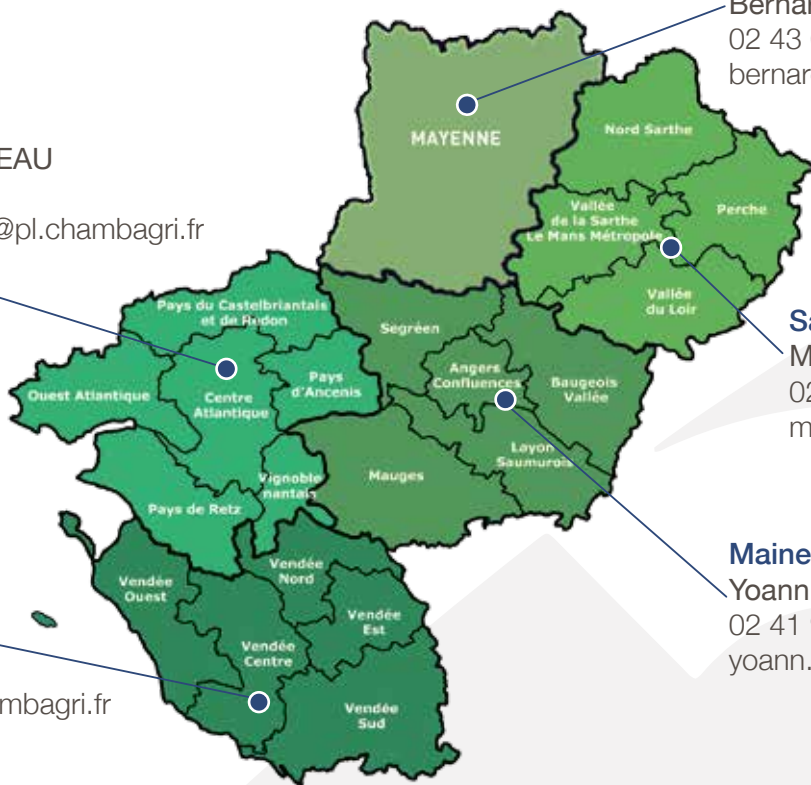 Bernar
02 43
bernar
EAU
@pl.chambagri.fr
MAYENNE
Nord Sarthe
Perche
Vallée
de la Sarthe
Le Mans Métropole
Vallée
du Loir
Pays du Castelbriantais
et de Redon
Segréen
Ouest Atlantique
Centre
Atlantique
Pays
d'Ancenis
Angers
Confluences
Baugeois
Vallée
Sa
M
02
m
Mauges
Layon
Saumurois
Vignoble
nantais
Pays de Retz
Vendée
Ouest
Vendée
Nord
Vendée
Est
Vendée
Centre
Vendée
Sud
Maine
Yoann
02 41
yoann.
mbagri.fr